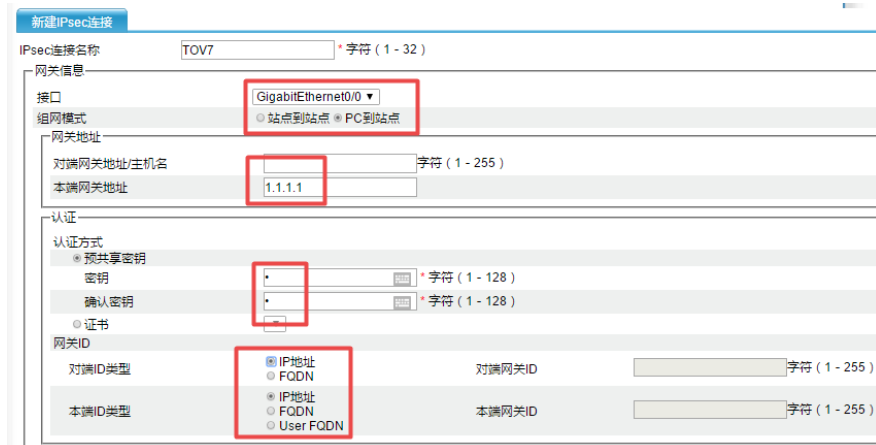 新建IPsec连接
IPsec连接名称 TOV7 * 字符 ( 1 - 32 )
网关信息
接口 GigabitEthernet0/0
组网模式 站点到站点 PC到站点
网关地址
对端网关地址/主机名 字符 ( 1 - 255 )
本端网关地址 1.1.1.1
认证
认证方式
预共享密钥
密钥 • * 字符 ( 1 - 128 )
确认密钥 • * 字符 ( 1 - 128 )
证书
网关ID
对端ID类型 IP地址 对端网关ID 字符 ( 1 - 255 )
FQDN
本端ID类型 IP地址 本端网关ID 字符 ( 1 - 255 )
FQDN
User FQDN